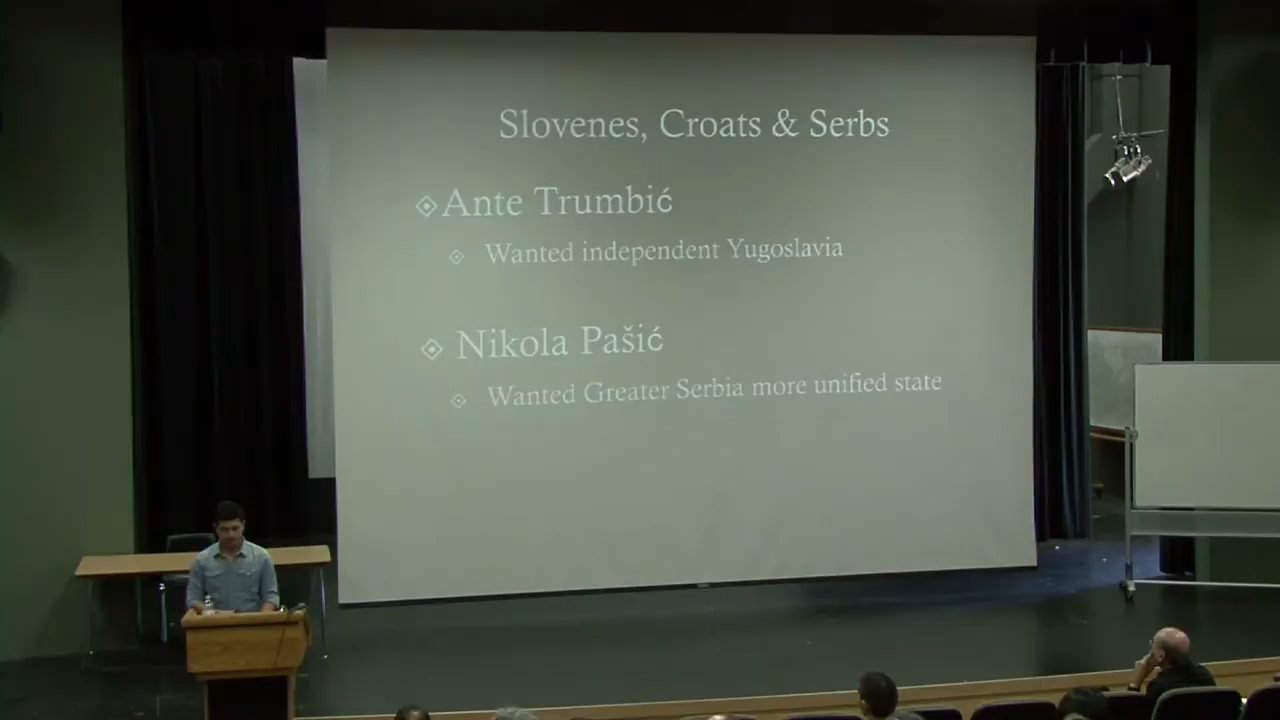 Slovenes, Croats & Serbs
Ante Trumbić
Wanted independent Yugoslavia
Nikola Pašić
Wanted Greater Serbia more unified state